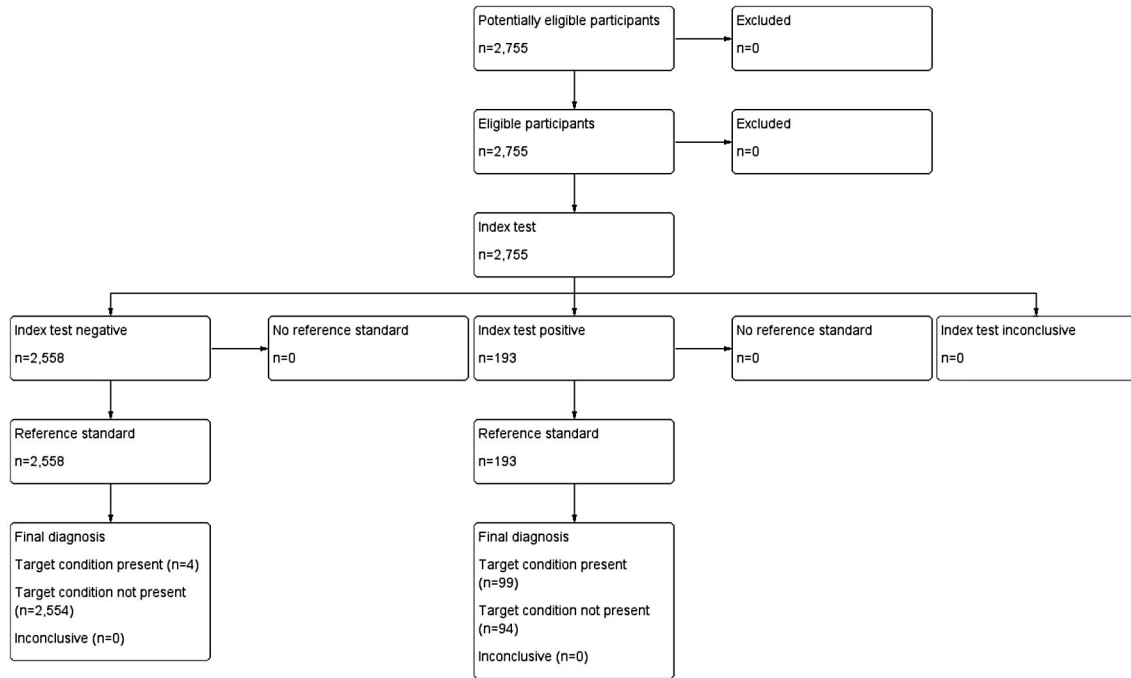 Potentially eligible participants
n=2,755
Excluded
n=0
Eligible participants
n=2,755
Excluded
n=0
Index test
n=2,755
Index test negative
n=2,558
No reference standard
n=0
Index test positive
n=193
No reference standard
n=0
Index test inconclusive
n=0
Reference standard
n=2,558
Reference standard
n=193
Final diagnosis
Target condition present (n=4)
Target condition not present
(n=2,554)
Inconclusive (n=0)
Final diagnosis
Target condition present
(n=99)
Target condition not present
(n=94)
Inconclusive (n=0)